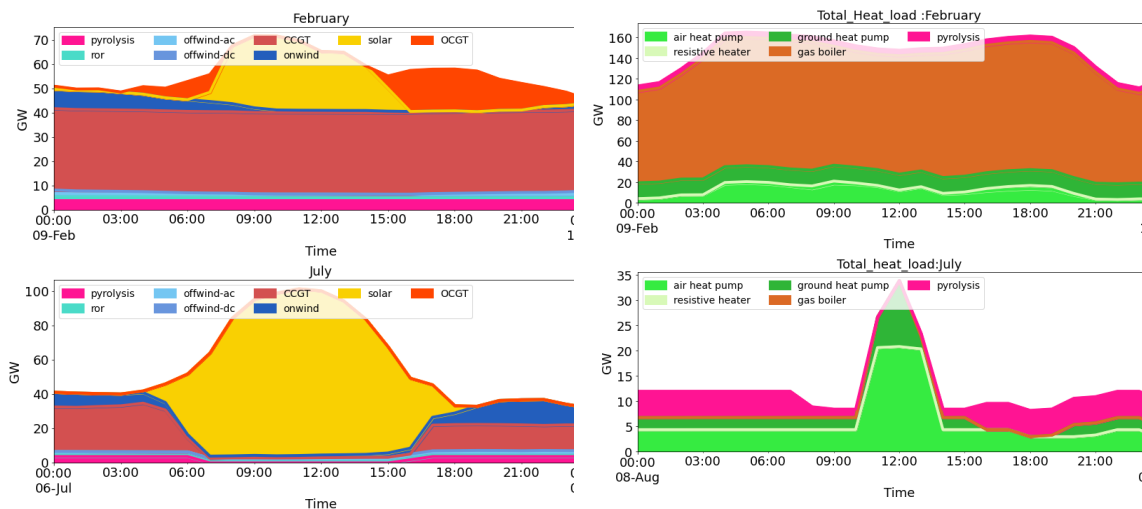 February
pyrolysis offwind-ac CCGT solar OCGT
ror offwind-dc onwind
GW
70
60
50
40
30
20
10
0
00:00 03:00 06:00 09:00 12:00 15:00 18:00 21:00 0
09-Feb 1
Time
Total_Heat_load :February
air heat pump ground heat pump pyrolysis
resistive heater gas boiler
GW
160
140
120
100
80
60
40
20
0
00:00 03:00 06:00 09:00 12:00 15:00 18:00 21:00
09-Feb
Time
July
pyrolysis offwind-ac CCGT solar OCGT
ror offwind-dc onwind
GW
100
80
60
40
20
0
00:00 03:00 06:00 09:00 12:00 15:00 18:00 21:00 0
06-Jul 0
Time
Total_heat_load:July
air heat pump ground heat pump pyrolysis
resistive heater gas boiler
GW
35
30
25
20
15
10
5
0
00:00 03:00 06:00 09:00 12:00 15:00 18:00 21:00
08-Aug
Time